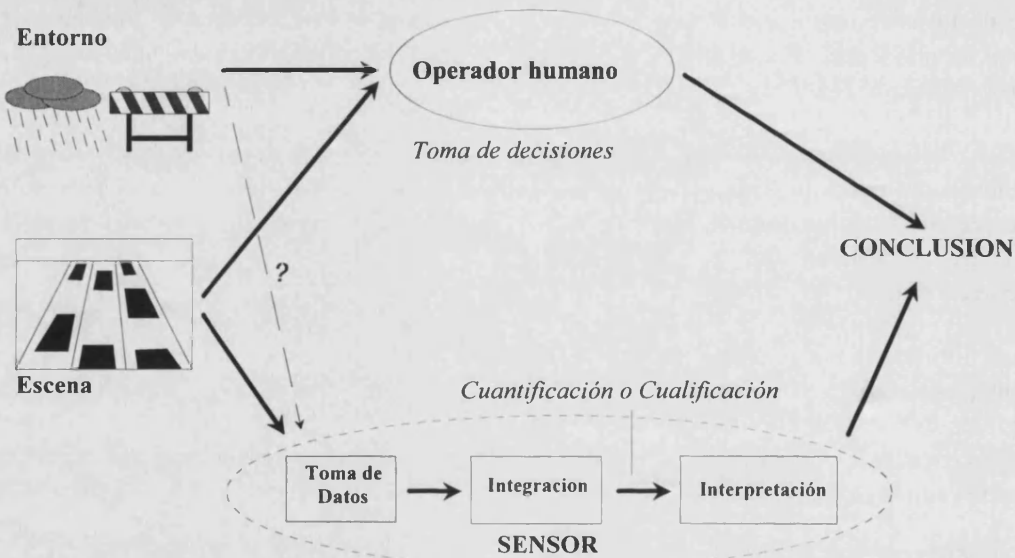 Entorno
Operador humano
Toma de decisiones
CONCLUSION
?
Escena
Cuantificación o Cualificación
Toma de
Datos
Integracion
Interpretación
SENSOR